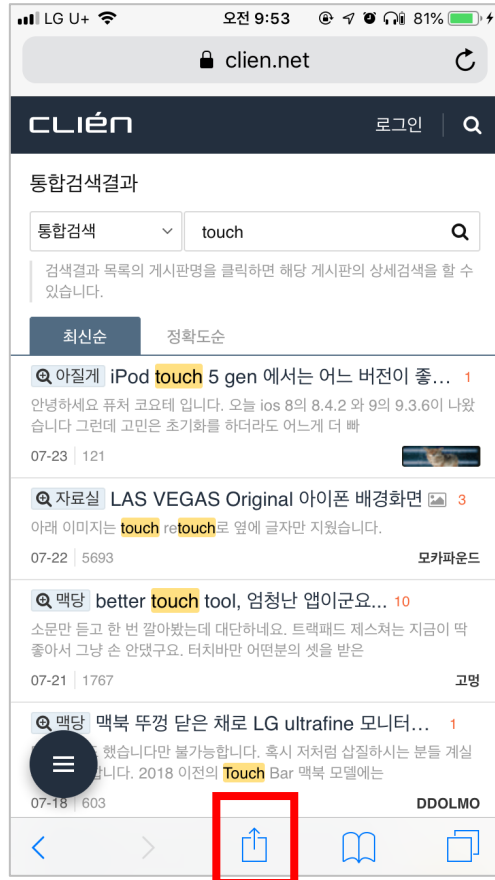 LG U+ 오전 9:53 81%
clien.net
CLIéN 로그인
통합검색결과
통합검색 touch
검색결과 목록의 게시판명을 클릭하면 해당 게시판의 상세검색을 할 수
있습니다.
최신순 정확도순
아질게 iPod touch 5 gen 에서는 어느 버전이 좋... 1
안녕하세요 퓨처 코요테 입니다. 오늘 ios 8의 8.4.2 와 9의 9.3.6이 나왔
습니다 그런데 고민은 초기화를 하더라도 어느게 더 빠
07-23 121
자료실 LAS VEGAS Original 아이폰 배경화면 3
아래 이미지는 touch retouch로 옆에 글자만 지웠습니다.
07-22 5693 모카파운드
맥당 better touch tool, 엄청난 앱이군요... 10
소문만 듣고 한 번 깔아봤는데 대단하네요. 트랙패드 제스쳐는 지금이 딱
좋아서 그냥 손 안댔구요. 터치바만 어떤분의 셋을 받은
07-21 1767 고멍
맥당 맥북 뚜껑 닫은 채로 LG ultrafine 모니터... 1
했습니다만 불가능합니다. 혹시 저처럼 삽질하시는 분들 계실
니다. 2018 이전의 Touch Bar 맥북 모델에는
07-18 603 DDOLMO